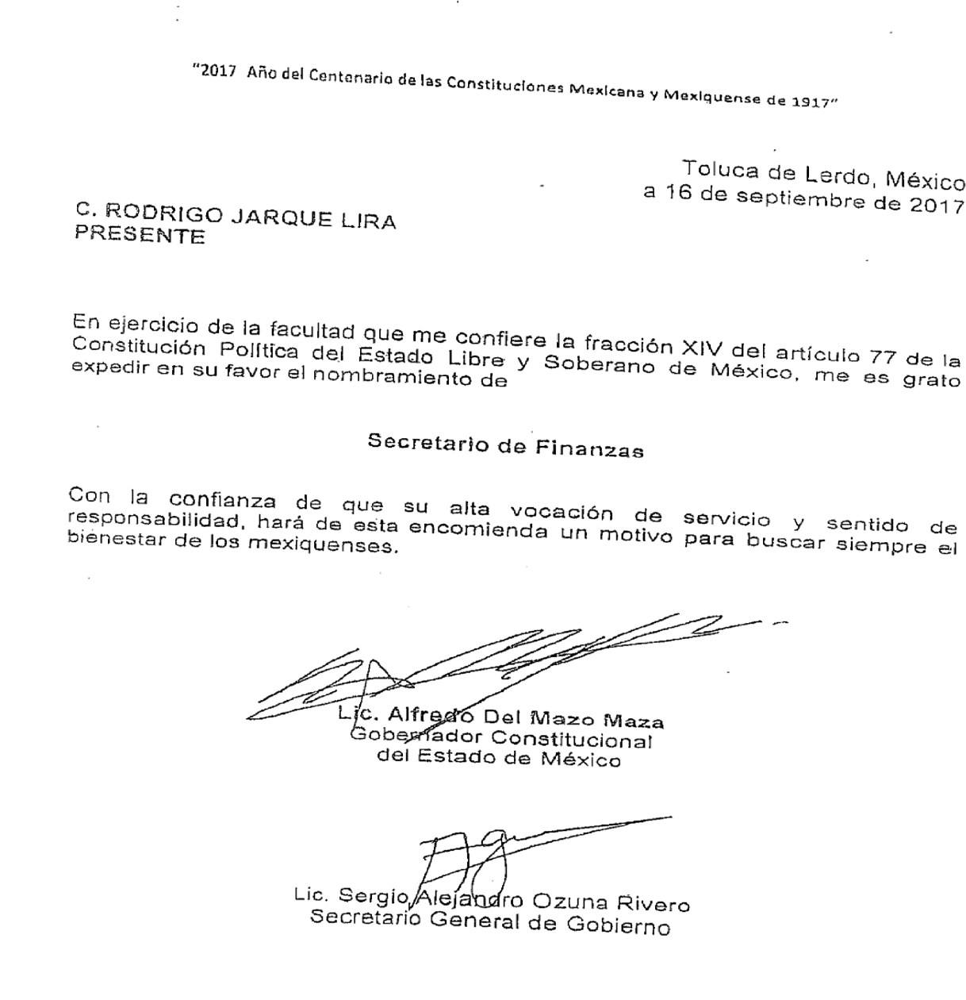 "2017 Año del Centenario de las Constituciones Mexicana y Mexiquense de 1917"
Toluca de Lerdo, México
a 16 de septiembre de 2017
C. RODRIGO JARQUE LIRA
PRESENTE
En ejercicio de la facultad que me confiere la fracción XIV del artículo 77 de la
Constitución Política del Estado Libre y Soberano de México, me es grato
expedir en su favor el nombramiento de
Secretario de Finanzas
Con la confianza de que su alta vocación de servicio y sentido de
responsabilidad, hará de esta encomienda un motivo para buscar siempre el
bienestar de los mexiquenses.
Lic. Alfredo Del Mazo Maza
Gobernador Constitucional
del Estado de México
Lic. Sergio Alejandro Ozuna Rivero
Secretario General de Gobierno